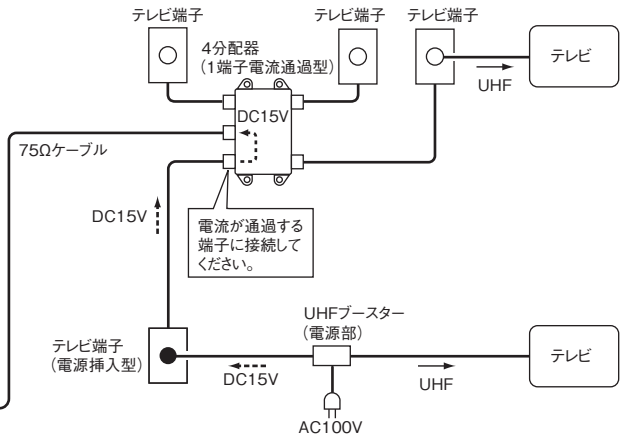 テレビ端子
テレビ端子
テレビ端子
4分配器
(1端子電流通過型)
テレビ
UHF
DC15V
75Ωケーブル
DC15V
電流が通過する
端子に接続して
ください。
UHFブースター
(電源部)
テレビ端子
(電源挿入型)
テレビ
DC15V
UHF
AC100V